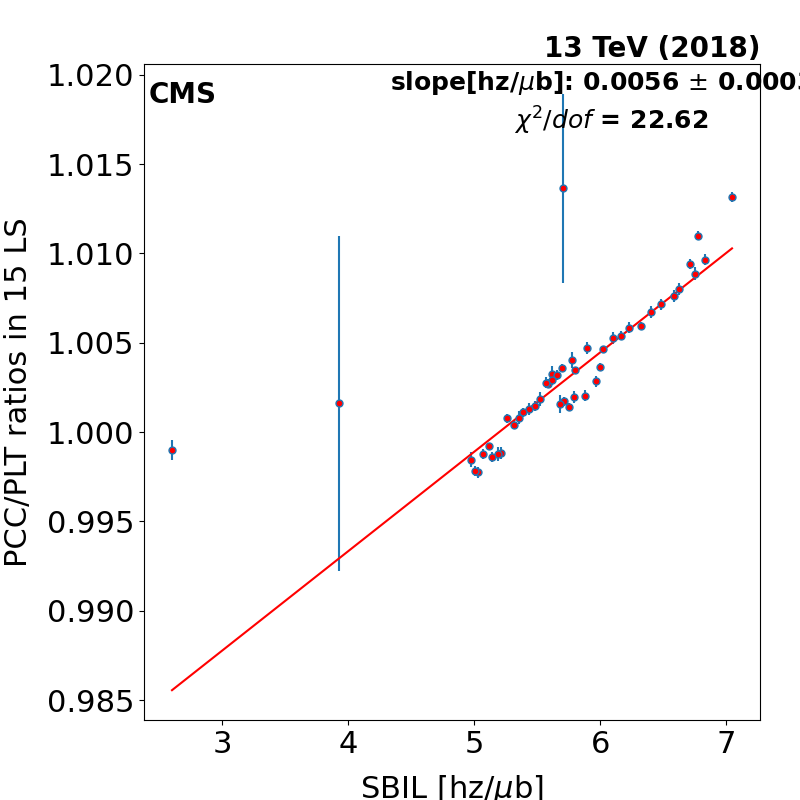 13 TeV (2018)
CMS
slope[hz/μb]: 0.0056 ± 0.0003
χ²/dof = 22.62
1.020
1.015
1.010
1.005
1.000
0.995
0.990
0.985
PCC/PLT ratios in 15 LS
3 4 5 6 7
SBIL [hz/μb]